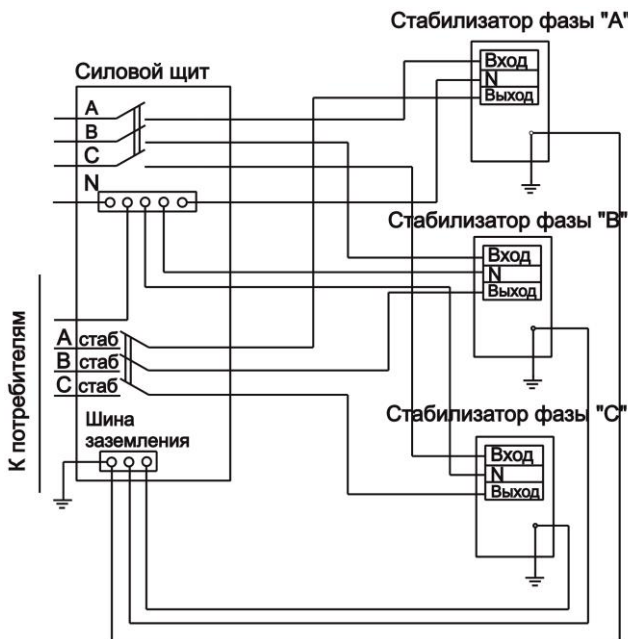 Стабилизатор фазы "А"
Силовой щит
Вход
N
Выход
А
В
С
N
Стабилизатор фазы "В"
Вход
N
Выход
К потребителям
А стаб
В стаб
С стаб
Стабилизатор фазы "С"
Шина
заземления
Вход
N
Выход